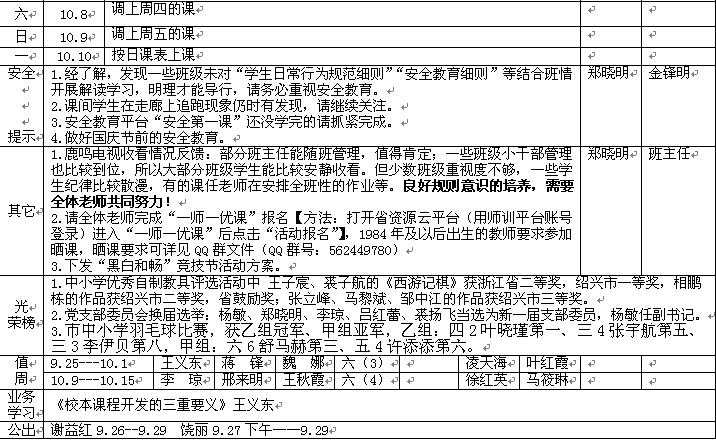 六 10.8 调上周四的课
日 10.9 调上周五的课
一 10.10 按日课表上课
安全提示
1.经了解，发现一些班级未对“学生日常行为规范细则”“安全教育细则”等结合班情
开展解读学习，明理才能导行，请务必重视安全教育。
2.课间学生在走廊上追跑现象仍时有发现，请继续关注。
3.安全教育平台“安全第一课”还没学完的请抓紧完成。
4.做好国庆节前的安全教育。
郑晓明 金铎明
其它
1.鹿鸣电视收看情况反馈：部分班主任能随班管理，值得肯定；一些班级小干部管理
也比较到位，所以大部分班级学生能比较安静收看。但少数班级重视度不够，一些学
生纪律比较散漫，有的课任老师在安排全班性的作业等。良好规则意识的培养，需要
全体老师共同努力！
2.请全体老师完成“一师一优课”报名【方法：打开省资源云平台（用师训平台账号
登录）进入“一师一优课”后点击“活动报名”】，1984年及以后出生的教师要求参加
晒课，晒课要求可详见QQ群文件（QQ群号：562449780）
3.下发“黑白和畅”竞技节活动方案。
郑晓明 班主任
光荣榜
1.中小学优秀自制教具评选活动中 王子宸、裘子航的《西游记棋》获浙江省二等奖，绍兴市一等奖，相鹏
栋的作品获绍兴市二等奖，省鼓励奖；张立峰、马黎斌、邹中江的作品获绍兴市三等奖。
2.党支部委员会换届选举：杨敏、郑晓明、李琼、吕红蕾、裘扬飞当选为新一届支部委员，杨敏任副书记。
3.市中小学羽毛球比赛，获乙组冠军、甲组亚军，乙组：四2叶晓瑾第一、三4张宇航第五、
三3李伊贝第八，甲组：六6舒马赫第三、五4许添添第六。
值周
9.25---10.1 王义东 蒋 锋 魏 娜 六（3） 凌天海 叶红霞
10.9---10.15 李 琼 邢来明 王秋霞 六（4） 徐红英 马筱琳
业务学习 《校本课程开发的三重要义》王义东
公出 谢益红9.26--9.29 饶丽9.27下午——9.29